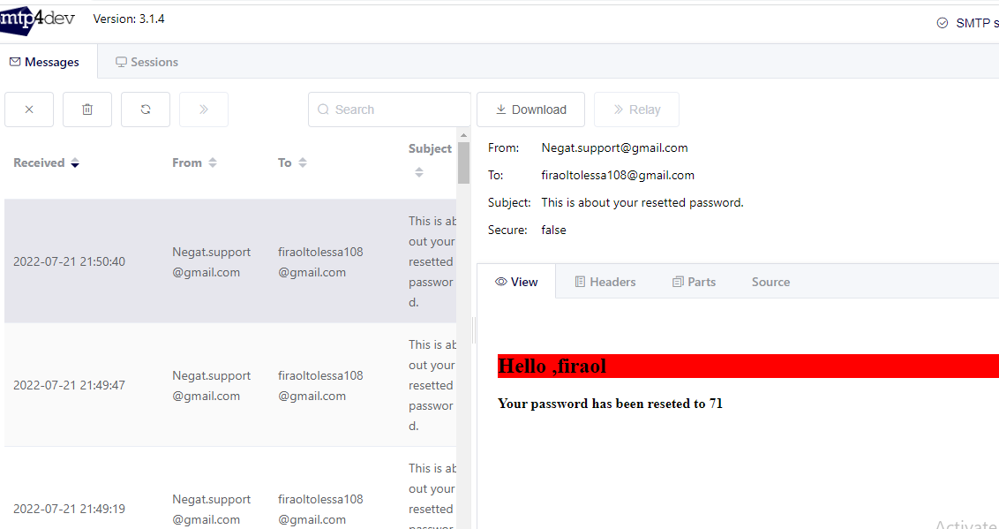 mtp4dev Version: 3.1.4
SMTP s
Messages Sessions
Search
Download Relay
Received From To Subject
2022-07-21 21:50:40
Negat.support
@gmail.com
firaoltolessa108
@gmail.com
This is ab
out your
resetted
passwor
d.
2022-07-21 21:49:47
Negat.support
@gmail.com
firaoltolessa108
@gmail.com
This is ab
out your
resetted
passwor
d.
2022-07-21 21:49:19
Negat.support
@gmail.com
firaoltolessa108
@gmail.com
This is ab
out your
resetted
passwor
From: Negat.support@gmail.com
To: firaoltolessa108@gmail.com
Subject: This is about your resetted password.
Secure: false
View Headers Parts Source
Hello ,firaol
Your password has been reseted to 71
Activate